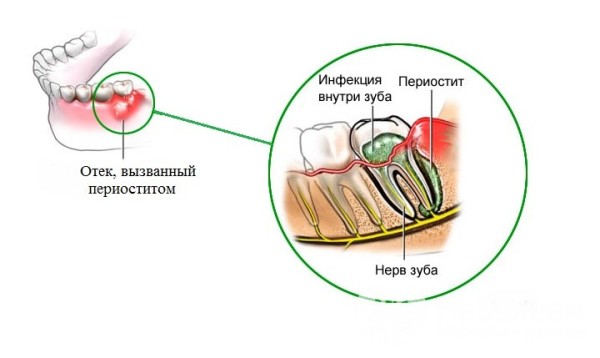 Инфекция
внутри зуба
Периостит
Отек, вызванный
периоститом
Нерв зуба